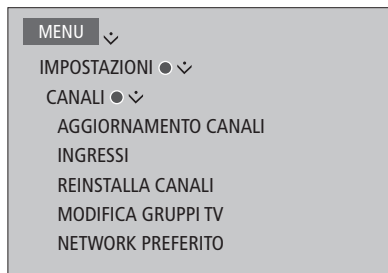 MENU
IMPOSTAZIONI
CANALI
AGGIORNAMENTO CANALI
INGRESSI
REINSTALLA CANALI
MODIFICA GRUPPI TV
NETWORK PREFERITO